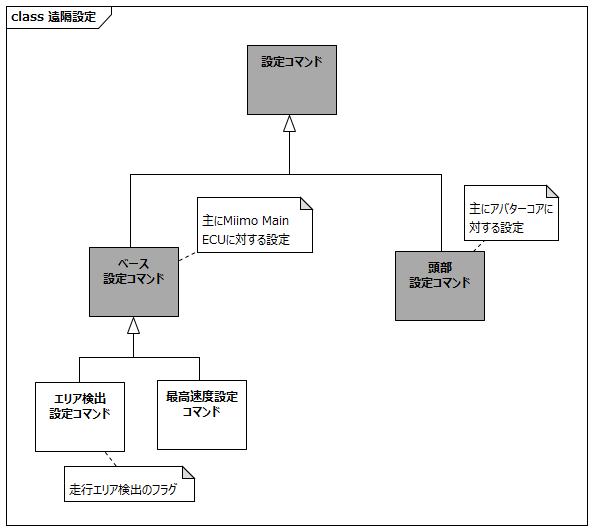 class 遠隔設定
設定コマンド
主にMiimo Main
ECUに対する設定
主にアバターコアに
対する設定
ベース
設定コマンド
頭部
設定コマンド
エリア検出
設定コマンド
最高速度設定
コマンド
走行エリア検出のフラグ